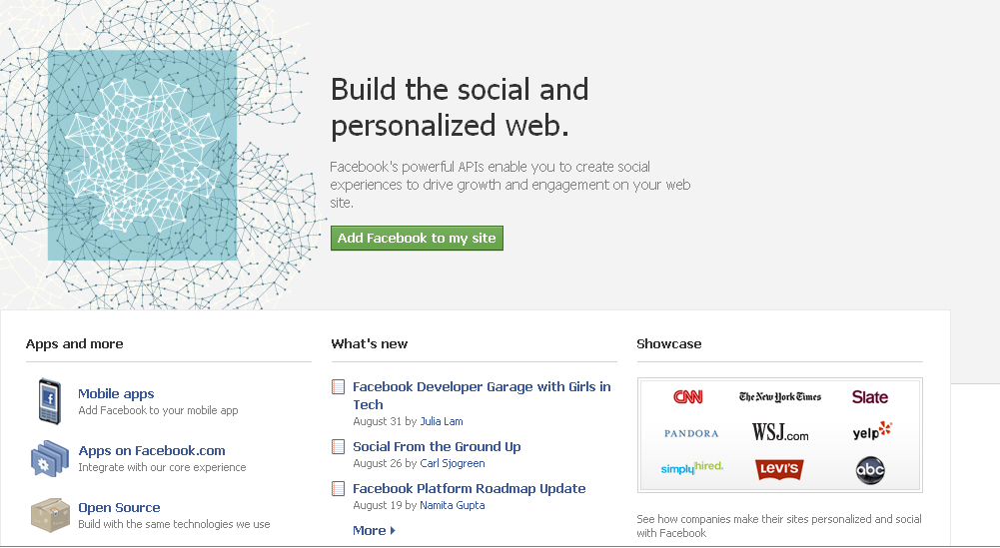 Build the social and
personalized web.
Facebook's powerful APIs enable you to create social
experiences to drive growth and engagement on your web
site.
Add Facebook to my site
Apps and more
Mobile apps
Add Facebook to your mobile app
Apps on Facebook.com
Integrate with our core experience
Open Source
Build with the same technologies we use
What's new
Facebook Developer Garage with Girls in
Tech
August 31 by Julia Lam
Social From the Ground Up
August 26 by Carl Sjogreen
Facebook Platform Roadmap Update
August 19 by Namita Gupta
More
Showcase
CNN The New York Times Slate
PANDORA WSJ.com yelp
simplyhired. LEVI'S abc
See how companies make their sites personalized and social
with Facebook